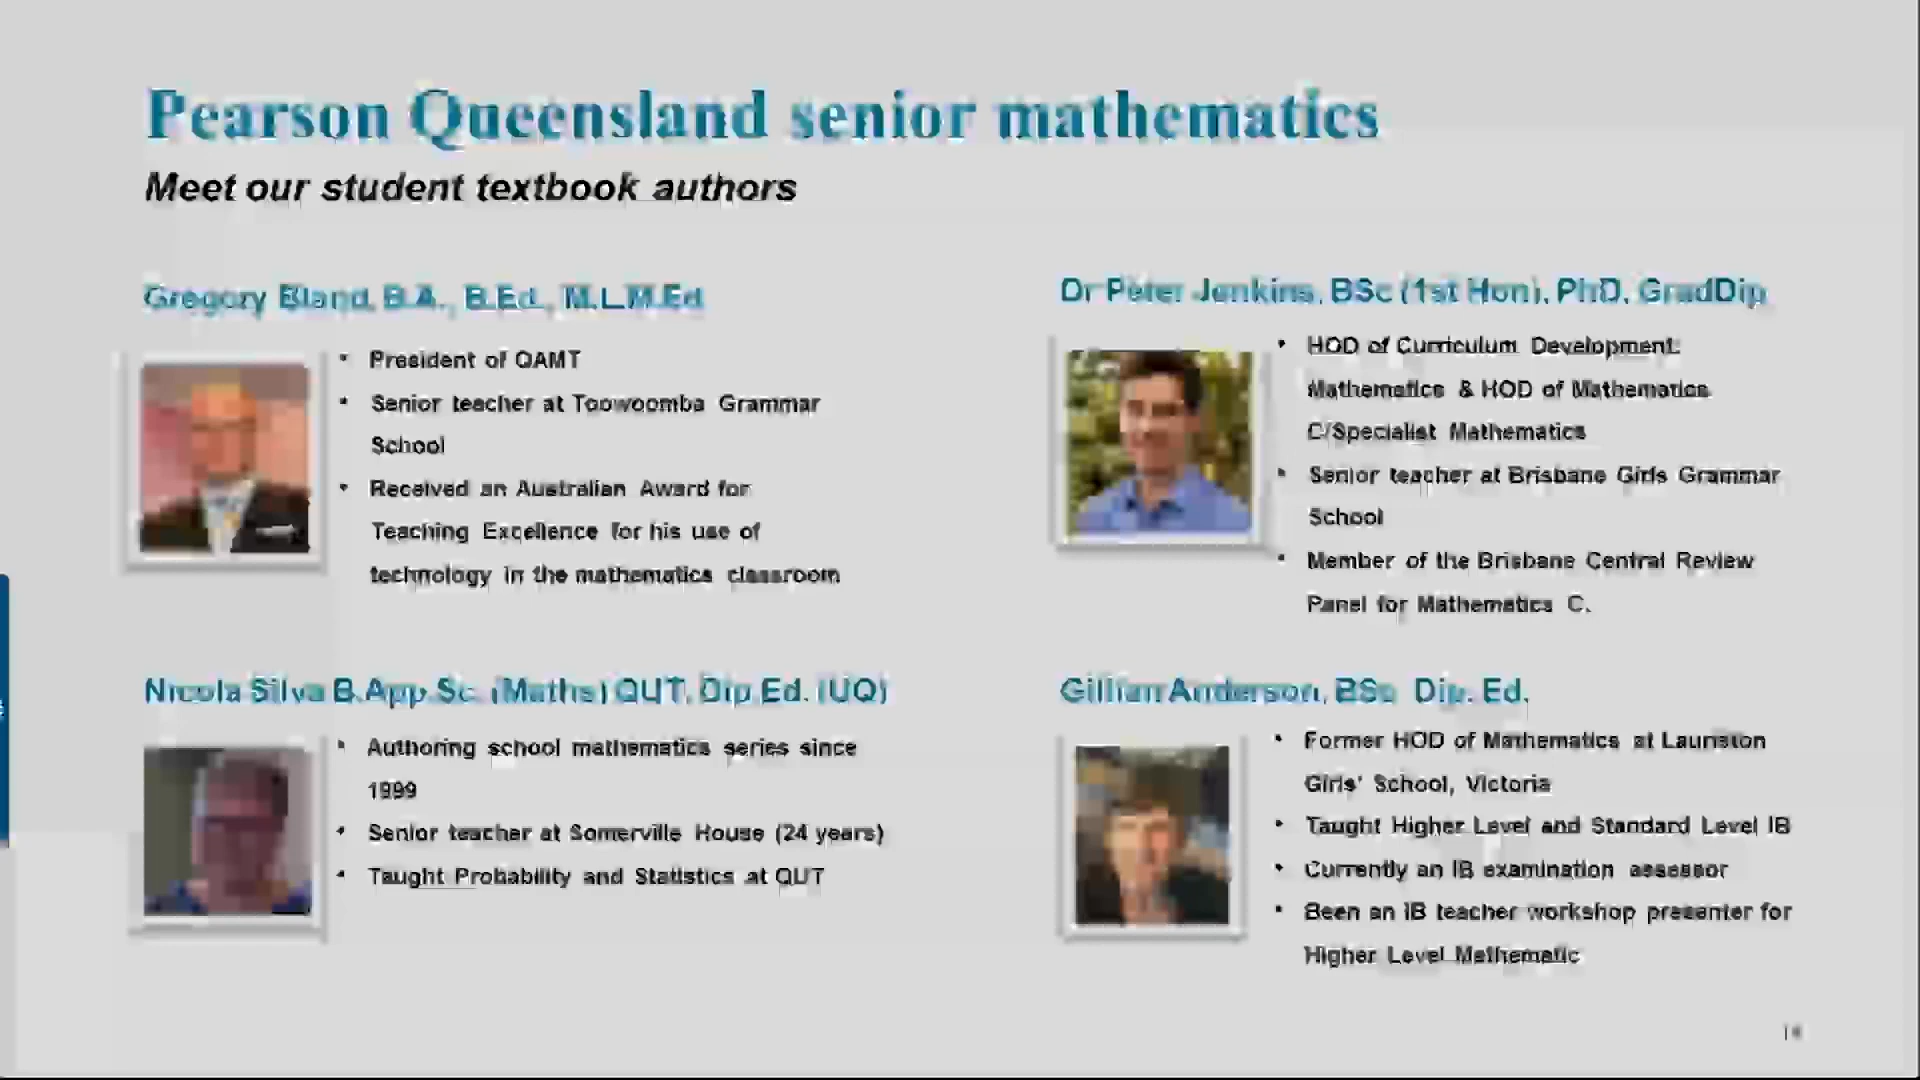 Pearson Queensland senior mathematics
Meet our student textbook authors
Gregory Bland, B.A., B.Ed., M.L.M.Ed
• President of QAMT
• Senior teacher at Toowoomba Grammar
School
• Received an Australian Award for
Teaching Excellence for his use of
technology in the mathematics classroom
Dr Peter Jenkins, BSc (1st Hon), PhD, GradDip
• HOD of Curriculum Development:
Mathematics & HOD of Mathematics
C/Specialist Mathematics
• Senior teacher at Brisbane Girls Grammar
School
• Member of the Brisbane Central Review
Panel for Mathematics C.
Nicola Silva B.App.Sc. (Maths) QUT, Dip.Ed. (UQ)
• Authoring school mathematics series since
1999
• Senior teacher at Somerville House (24 years)
• Taught Probability and Statistics at QUT
Gillian Anderson, BSc Dip. Ed.
• Former HOD of Mathematics at Lauriston
Girls' School, Victoria
• Taught Higher Level and Standard Level IB
• Currently an IB examination assessor
• Been an IB teacher workshop presenter for
Higher Level Mathematic